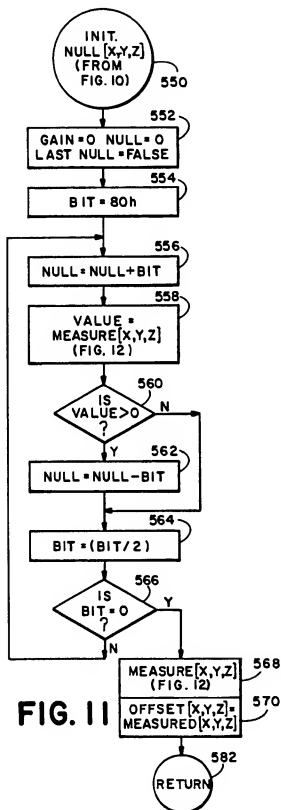 INIT.
NULL [X,Y,Z]
(FROM
FIG. 10)
550
552
GAIN=0 NULL=0
LAST NULL=FALSE
554
BIT=80h
556
NULL=NULL+BIT
558
VALUE=
MEASURE[X,Y,Z]
(FIG. 12)
560
IS
VALUE>0
?
N
Y
562
NULL=NULL-BIT
564
BIT=(BIT/2)
566
IS
BIT=0
?
Y
N
568
MEASURE[X,Y,Z]
(FIG. 12)
570
OFFSET[X,Y,Z]=
MEASURED[X,Y,Z]
FIG. 11
582
RETURN